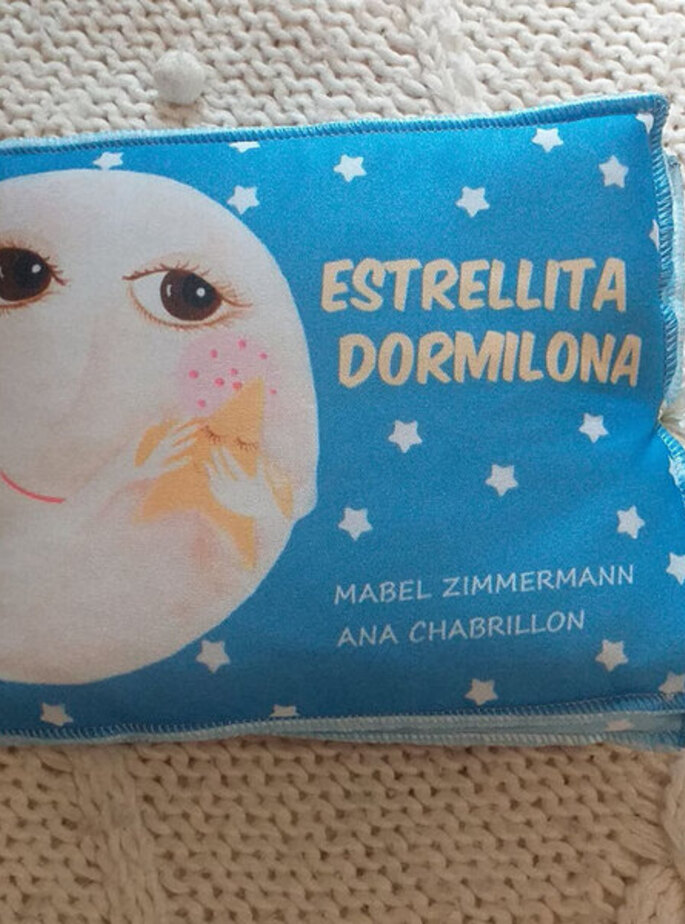 ESTRELLITA
DORMILONA
MABEL ZIMMERMANN
ANA CHABRILLON